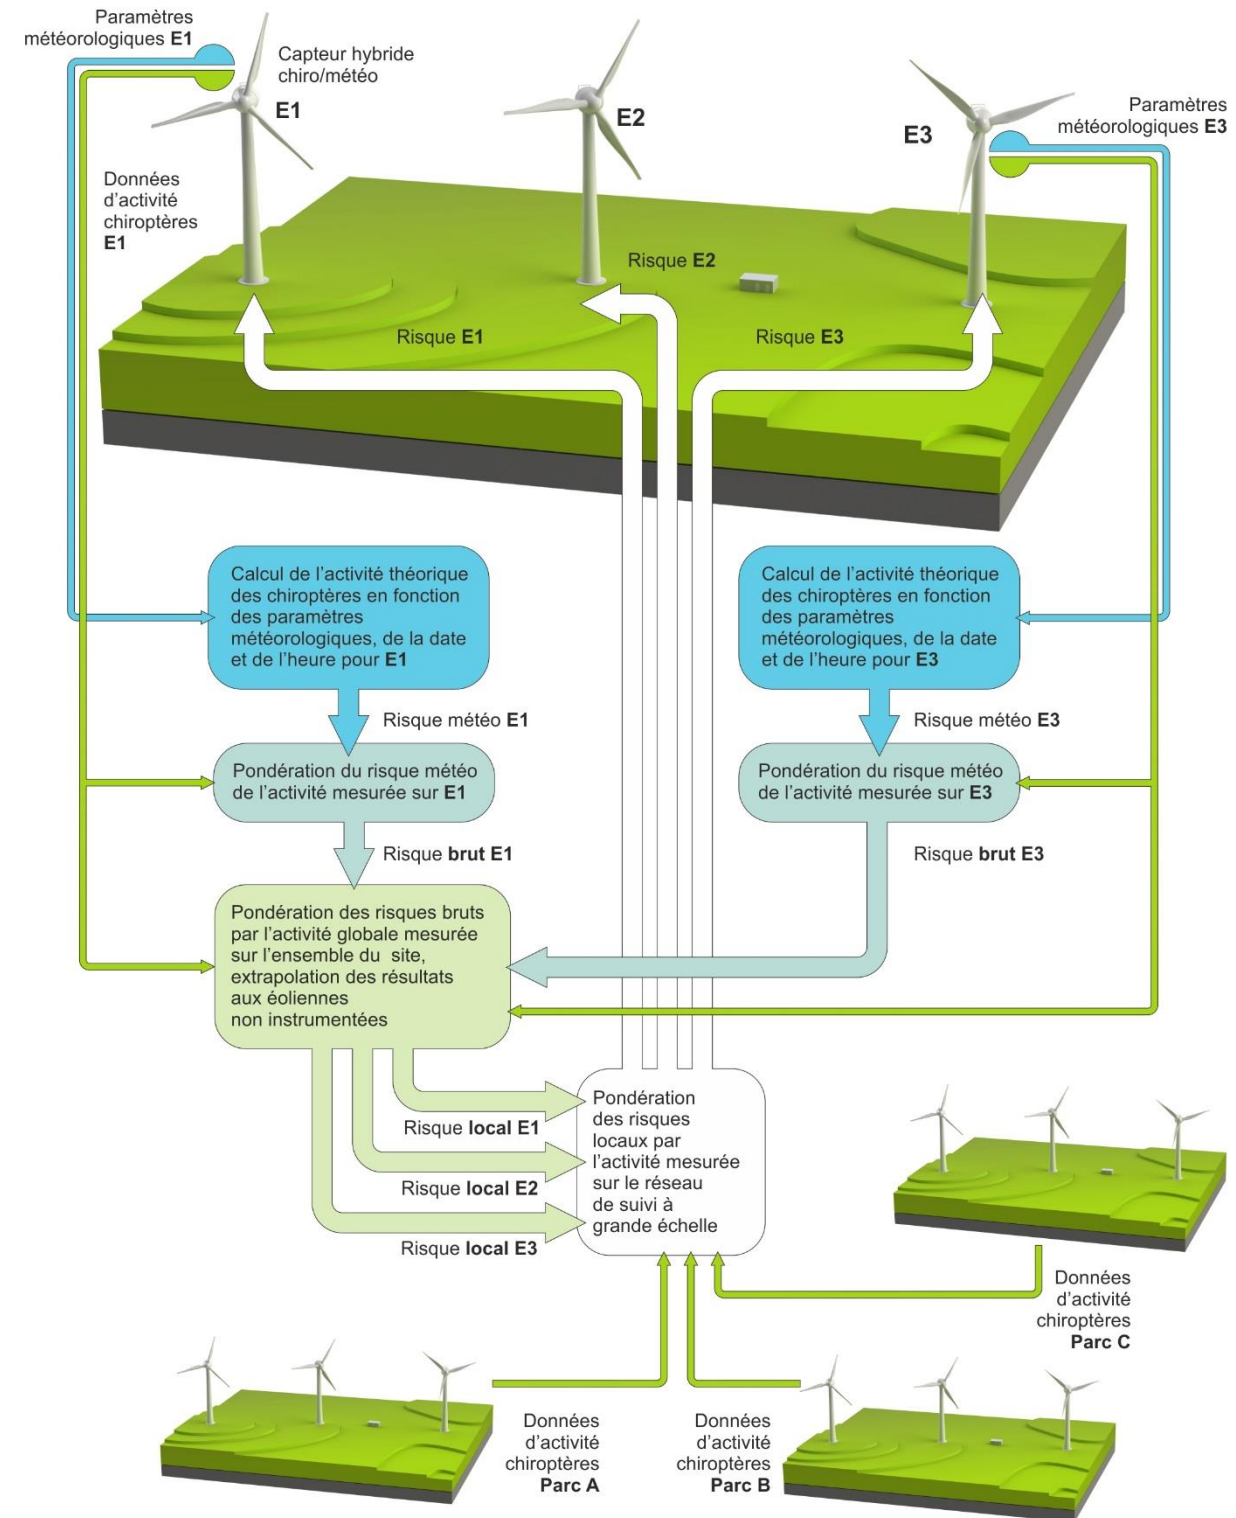 Paramètres
météorologiques E1
Capteur hybride
chiro/météo
E1
E2
E3
Paramètres
météorologiques E3
Données
d'activité
chiroptères
E1
Risque E2
Risque E1
Risque E3
Calcul de l'activité théorique
des chiroptères en fonction
des paramètres
météorologiques, de la date
et de l'heure pour E1
Calcul de l'activité théorique
des chiroptères en fonction
des paramètres
météorologiques, de la date
et de l'heure pour E3
Risque météo E1
Risque météo E3
Pondération du risque météo
de l'activité mesurée sur E1
Pondération du risque météo
de l'activité mesurée sur E3
Risque brut E1
Risque brut E3
Pondération des risques bruts
par l'activité globale mesurée
sur l'ensemble du site,
extrapolation des résultats
aux éoliennes
non instrumentées
Risque local E1
Risque local E2
Risque local E3
Pondération
des risques
locaux par
l'activité mesurée
sur le réseau
de suivi à
grande échelle
Données
d'activité
chiroptères
Parc C
Données
d'activité
chiroptères
Parc A
Données
d'activité
chiroptères
Parc B